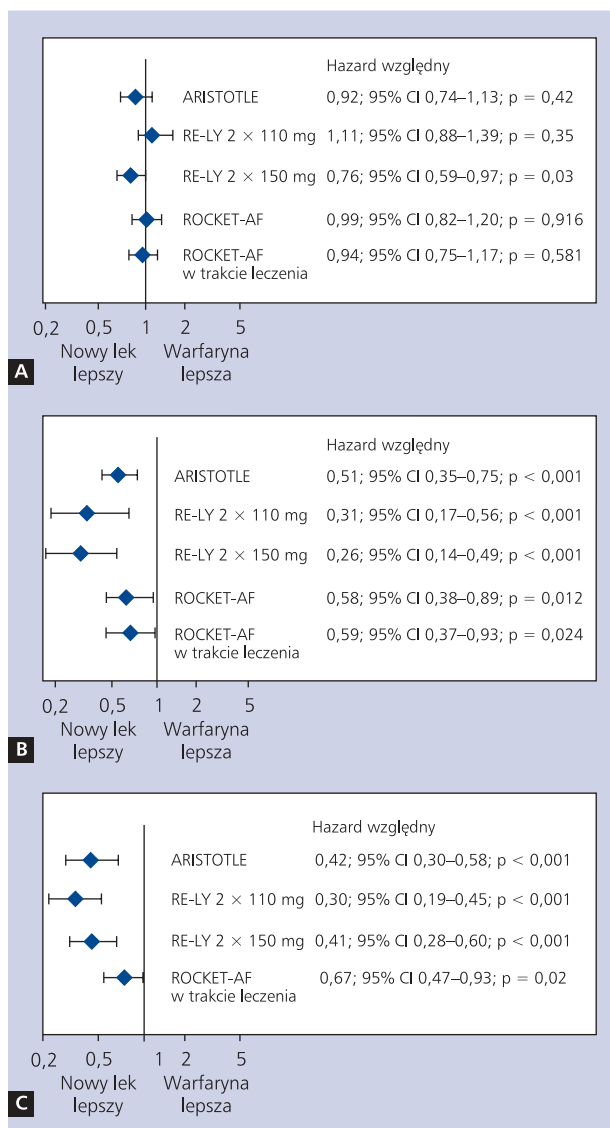 Hazard względny
ARISTOTLE 0,92; 95% CI 0,74–1,13; p = 0,42
RE-LY 2 × 110 mg 1,11; 95% CI 0,88–1,39; p = 0,35
RE-LY 2 × 150 mg 0,76; 95% CI 0,59–0,97; p = 0,03
ROCKET-AF 0,99; 95% CI 0,82–1,20; p = 0,916
ROCKET-AF 0,94; 95% CI 0,75–1,17; p = 0,581
w trakcie leczenia
0,2 0,5 1 2 5
Nowy lek Warfaryna
lepszy lepsza
A
Hazard względny
ARISTOTLE 0,51; 95% CI 0,35–0,75; p < 0,001
RE-LY 2 × 110 mg 0,31; 95% CI 0,17–0,56; p < 0,001
RE-LY 2 × 150 mg 0,26; 95% CI 0,14–0,49; p < 0,001
ROCKET-AF 0,58; 95% CI 0,38–0,89; p = 0,012
ROCKET-AF 0,59; 95% CI 0,37–0,93; p = 0,024
w trakcie leczenia
0,2 0,5 1 2 5
Nowy lek Warfaryna
lepszy lepsza
B
Hazard względny
ARISTOTLE 0,42; 95% CI 0,30–0,58; p < 0,001
RE-LY 2 × 110 mg 0,30; 95% CI 0,19–0,45; p < 0,001
RE-LY 2 × 150 mg 0,41; 95% CI 0,28–0,60; p < 0,001
ROCKET-AF 0,67; 95% CI 0,47–0,93; p = 0,02
w trakcie leczenia
0,2 0,5 1 2 5
Nowy lek Warfaryna
lepszy lepsza
C